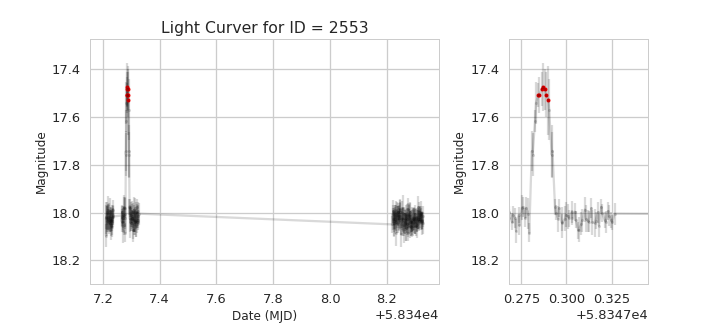 Light Curver for ID = 2553
Magnitude
17.4
17.6
17.8
18.0
18.2
7.2 7.4 7.6 7.8 8.0 8.2
Date (MJD)
+5.834e4
Magnitude
17.4
17.6
17.8
18.0
18.2
0.275 0.300 0.325
+5.8347e4